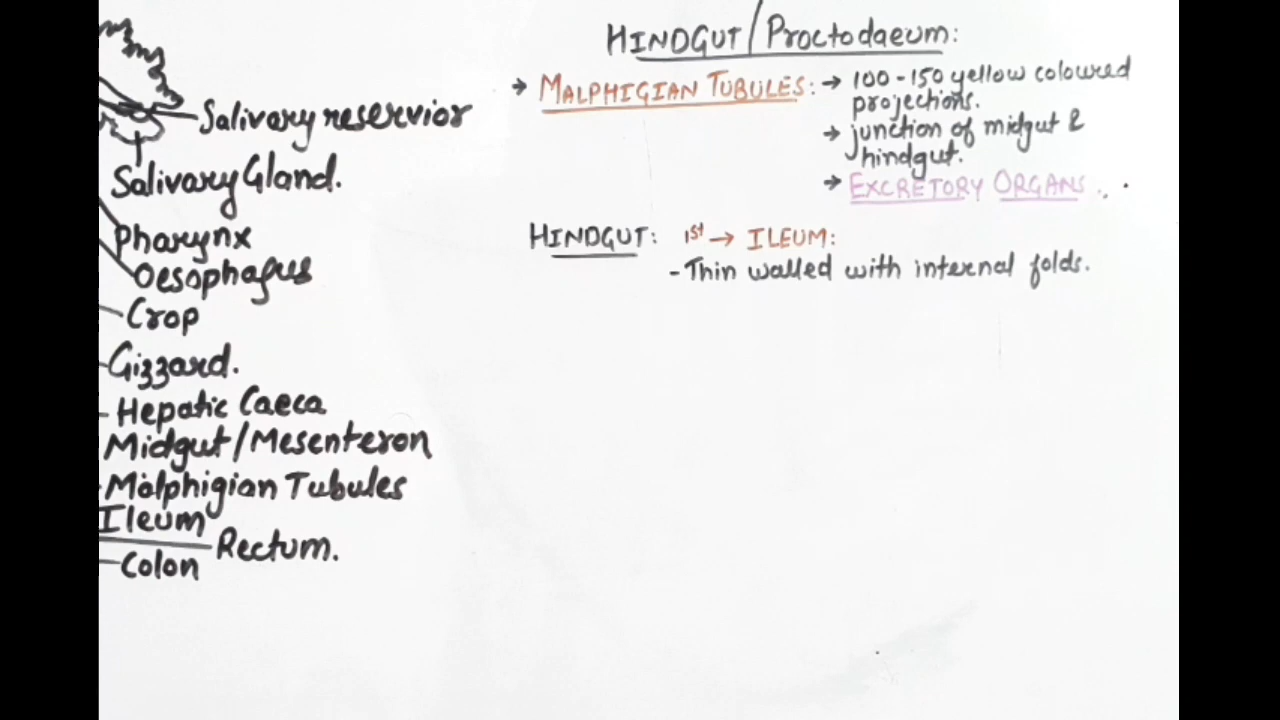 Salivary reservior
Salivary Gland.
Pharynx
Oesophagus
Crop
Gizzard.
Hepatic Caeca
Midgut/Mesenteron
Malphigian Tubules
Ileum
Rectum.
Colon
HINDGUT/Proctodaeum:
→ MALPHIGIAN TUBULES: → 100-150 yellow coloured
projections.
→ junction of midgut &
hindgut.
→ EXCRETORY ORGANS..
HINDGUT: 1st → ILEUM:
- Thin walled with internal folds.